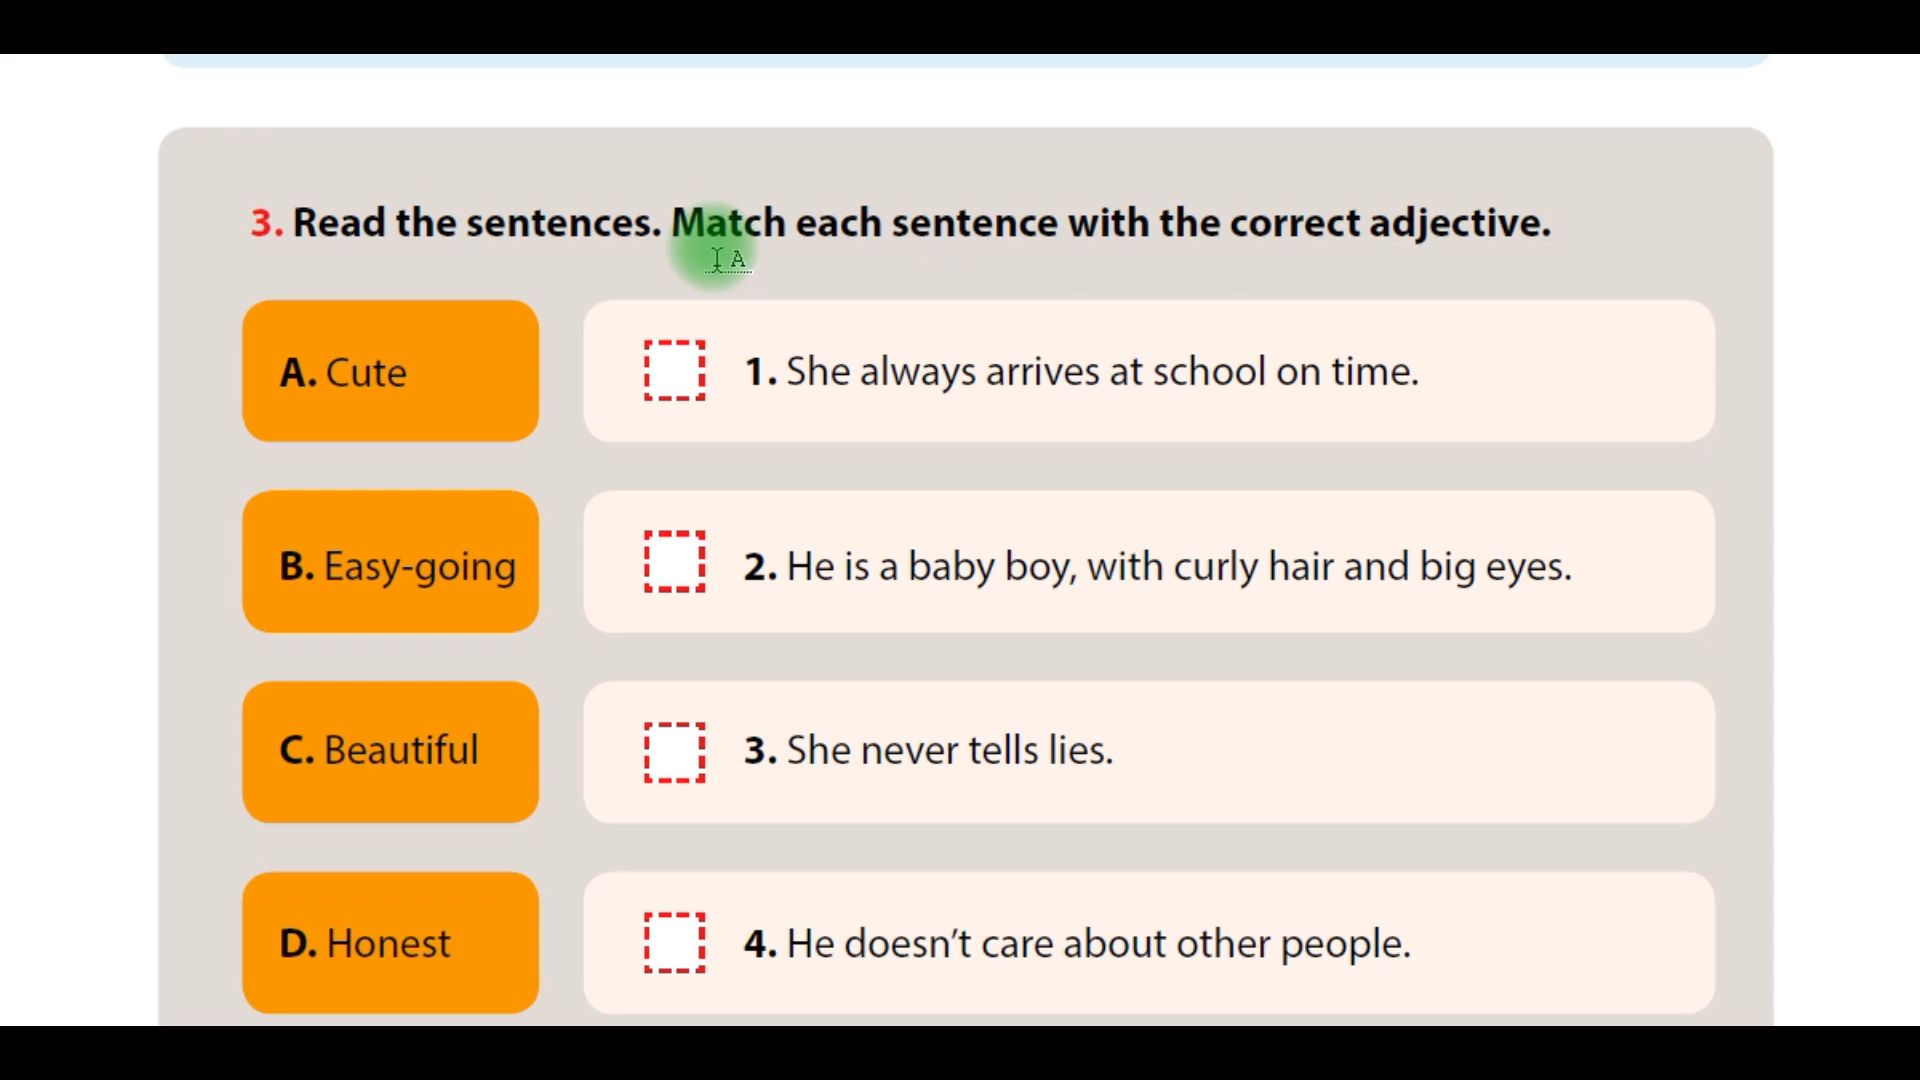 3. Read the sentences. Match each sentence with the correct adjective.
A
A. Cute
1. She always arrives at school on time.
B. Easy-going
2. He is a baby boy, with curly hair and big eyes.
C. Beautiful
3. She never tells lies.
D. Honest
4. He doesn’t care about other people.